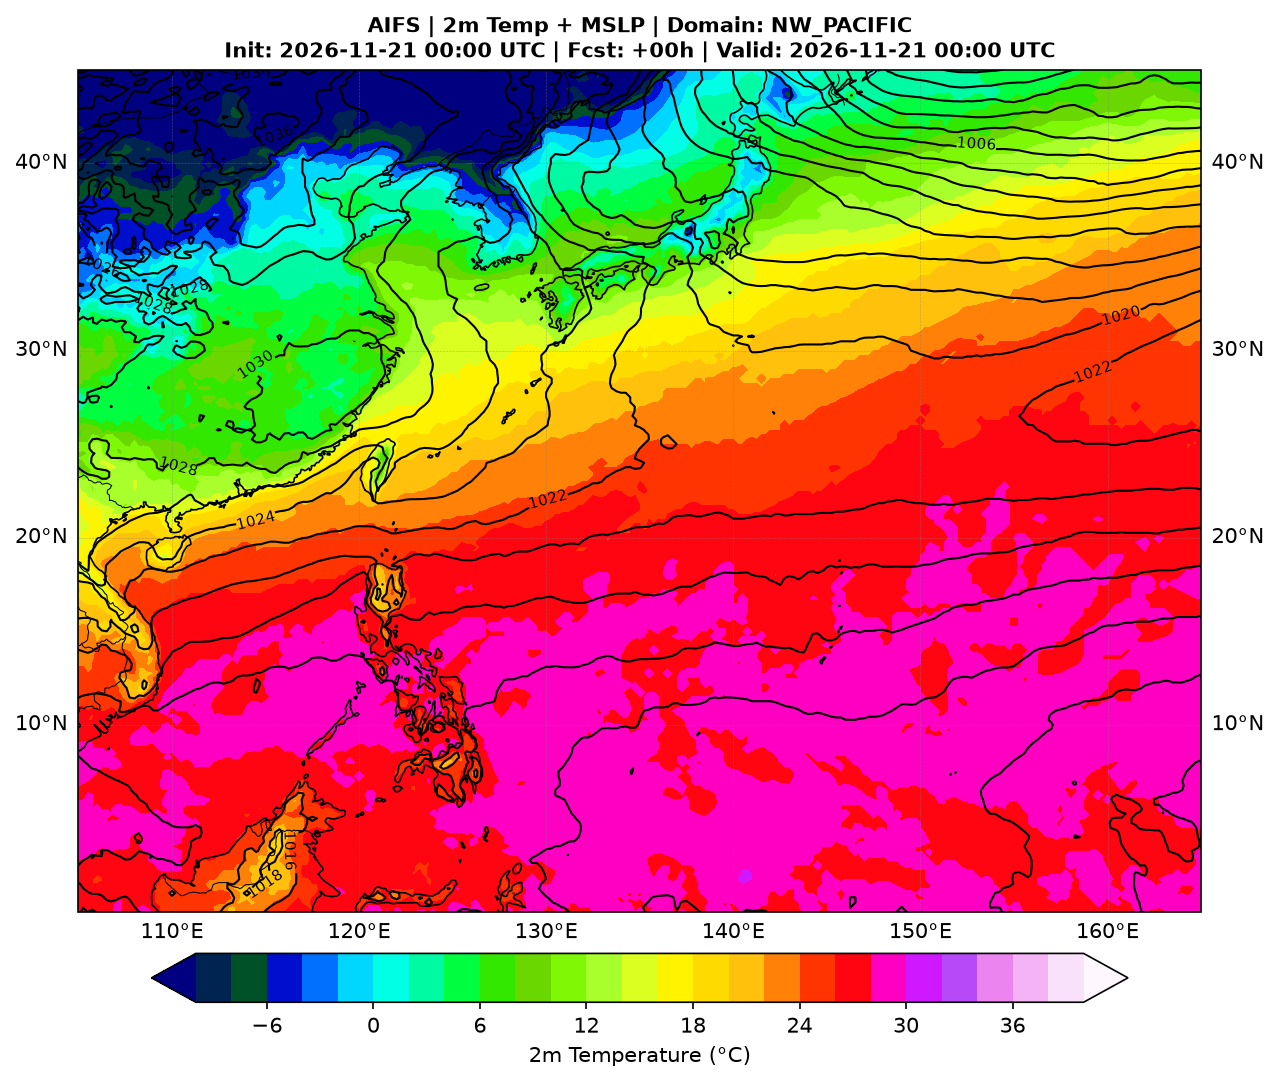 AIFS | 2m Temp + MSLP | Domain: NW_PACIFIC
Init: 2026-11-21 00:00 UTC | Fcst: +00h | Valid: 2026-11-21 00:00 UTC
1036
1006
40°N
40°N
1028
1028
1020
30°N
30°N
1030
1022
1028
1022
1024
20°N
20°N
10°N
10°N
1016
1018
110°E
120°E
130°E
140°E
150°E
160°E
−6
0
6
12
18
24
30
36
2m Temperature (°C)